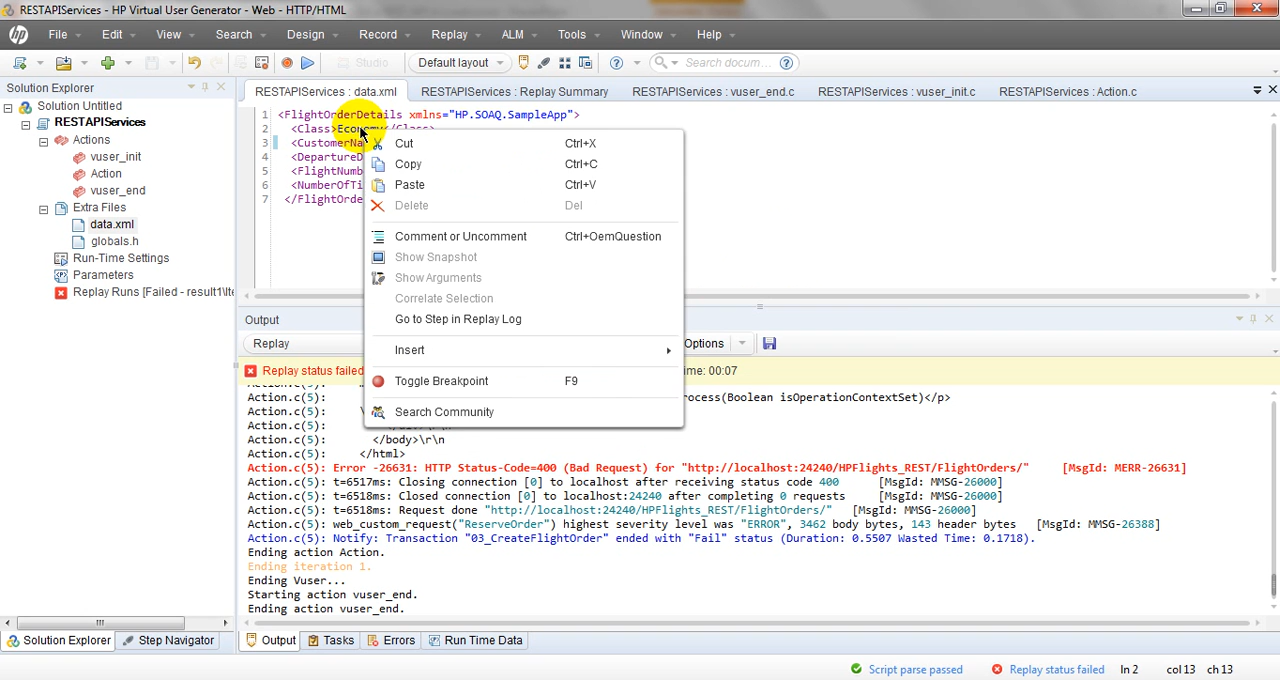 RESTAPIServices - HP Virtual User Generator - Web - HTTP/HTML
hp File Edit View Search Design Record Replay ALM Tools Window Help
Studio Default layout Search docum...
Solution Explorer
Solution Untitled
RESTAPIServices
Actions
vuser_init
Action
vuser_end
Extra Files
data.xml
globals.h
Run-Time Settings
Parameters
Replay Runs [Failed - result1\Ite
RESTAPIServices : data.xml RESTAPIServices : Replay Summary RESTAPIServices : vuser_end.c RESTAPIServices : vuser_init.c RESTAPIServices : Action.c
1 <FlightOrderDetails xmlns="HP.SOAQ.SampleApp">
2 <Class>Economy</Class>
3 <CustomerNa
4 <DepartureD
5 <FlightNumb
6 <NumberOfTi
7 </FlightOrde
Cut Ctrl+X
Copy Ctrl+C
Paste Ctrl+V
Delete Del
Comment or Uncomment Ctrl+OemQuestion
Show Snapshot
Show Arguments
Correlate Selection
Go to Step in Replay Log
Insert
Toggle Breakpoint F9
Search Community
Output
Replay Options
Replay status failed me: 00:07
Action.c(5): rocess(Boolean isOperationContextSet)</p>
Action.c(5):
Action.c(5): </body>\r\n
Action.c(5): </html>
Action.c(5): Error -26631: HTTP Status-Code=400 (Bad Request) for "http://localhost:24240/HPFlights_REST/FlightOrders/" [MsgId: MERR-26631]
Action.c(5): t=6517ms: Closing connection [0] to localhost after receiving status code 400 [MsgId: MMSG-26000]
Action.c(5): t=6518ms: Closed connection [0] to localhost:24240 after completing 0 requests [MsgId: MMSG-26000]
Action.c(5): t=6518ms: Request done "http://localhost:24240/HPFlights_REST/FlightOrders/" [MsgId: MMSG-26000]
Action.c(5): web_custom_request("ReserveOrder") highest severity level was "ERROR", 3462 body bytes, 143 header bytes [MsgId: MMSG-26388]
Action.c(5): Notify: Transaction "03_CreateFlightOrder" ended with "Fail" status (Duration: 0.5507 Wasted Time: 0.1718).
Ending action Action.
Ending iteration 1.
Ending Vuser...
Starting action vuser_end.
Ending action vuser_end.
Solution Explorer Step Navigator Output Tasks Errors Run Time Data
Script parse passed Replay status failed ln 2 col 13 ch 13